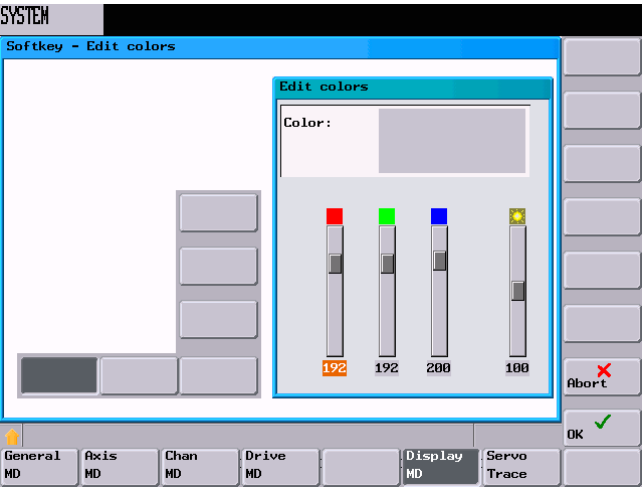 SYSTEM
Softkey - Edit colors
Edit colors
Color:
192 192 200 100
Abort
OK
General MD
Axis MD
Chan MD
Drive MD
Display MD
Servo Trace